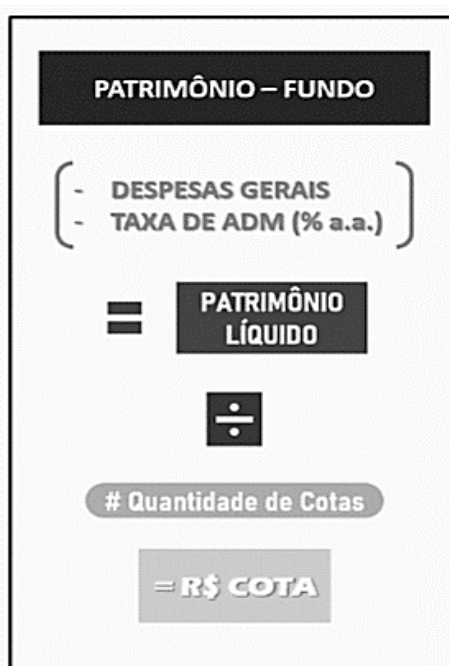 PATRIMÔNIO – FUNDO
- DESPESAS GERAIS
- TAXA DE ADM (% a.a.)
=
PATRIMÔNIO
LÍQUIDO
÷
# Quantidade de Cotas
= R$ COTA